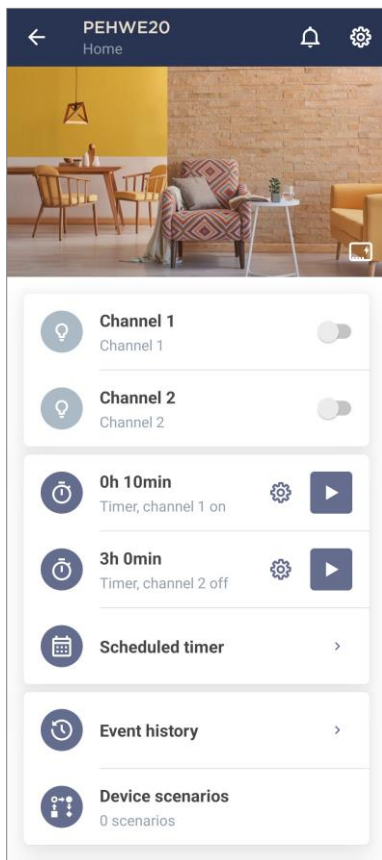 PEHWE20
Home
Channel 1
Channel 1
Channel 2
Channel 2
0h 10min
Timer, channel 1 on
3h 0min
Timer, channel 2 off
Scheduled timer
Event history
Device scenarios
0 scenarios